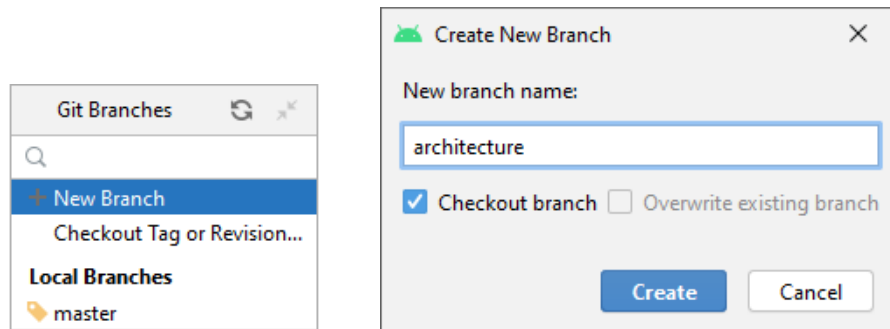 Git Branches
New Branch
Checkout Tag or Revision...
Local Branches
master
Create New Branch
New branch name:
architecture
Checkout branch
Overwrite existing branch
Create
Cancel